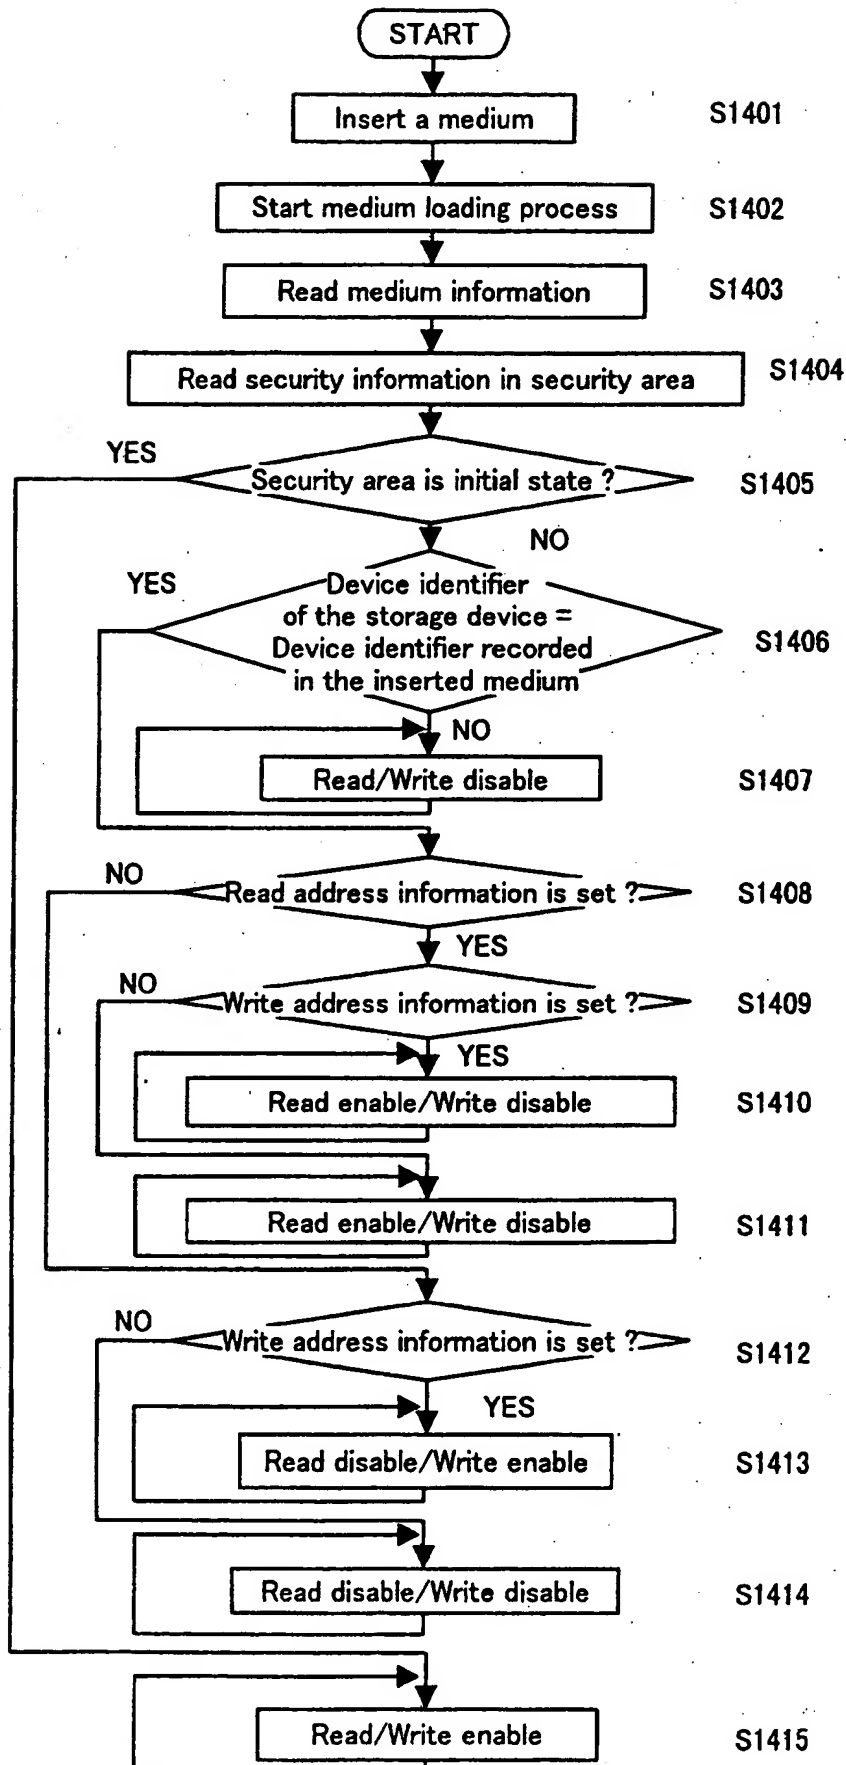 START
Insert a medium S1401
Start medium loading process S1402
Read medium information S1403
Read security information in security area S1404
YES
Security area is initial state ? S1405
NO
YES
Device identifier
of the storage device =
Device identifier recorded
in the inserted medium
S1406
NO
Read/Write disable S1407
NO
Read address information is set ? S1408
YES
NO
Write address information is set ? S1409
YES
Read enable/Write disable S1410
Read enable/Write disable S1411
NO
Write address information is set ? S1412
YES
Read disable/Write enable S1413
Read disable/Write disable S1414
Read/Write enable S1415